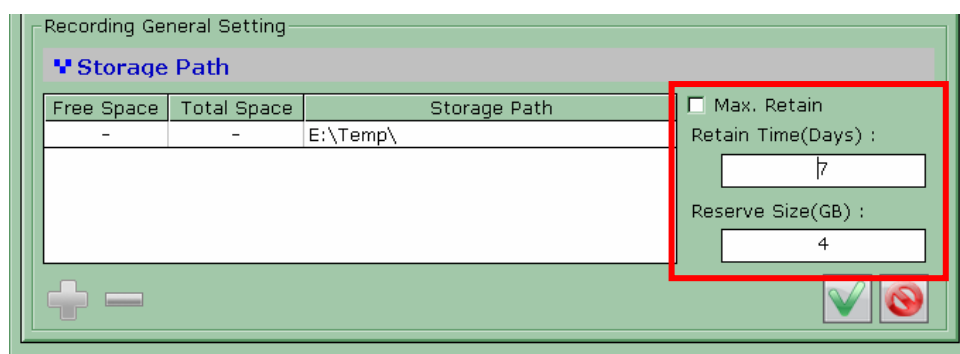 Recording General Setting
Storage Path
Free Space Total Space Storage Path
- - E:\Temp\
Max. Retain
Retain Time(Days) :
7
Reserve Size(GB) :
4